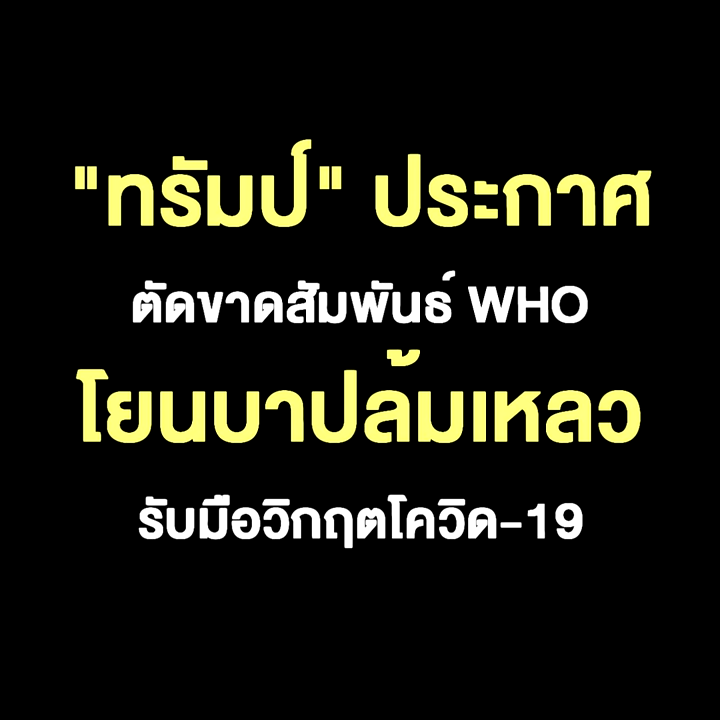 "ทรัมป์" ประกาศ
ตัดขาดสัมพันธ์ WHO
โยนบาปล้มเหลว
รับมือวิกฤตโควิด-19